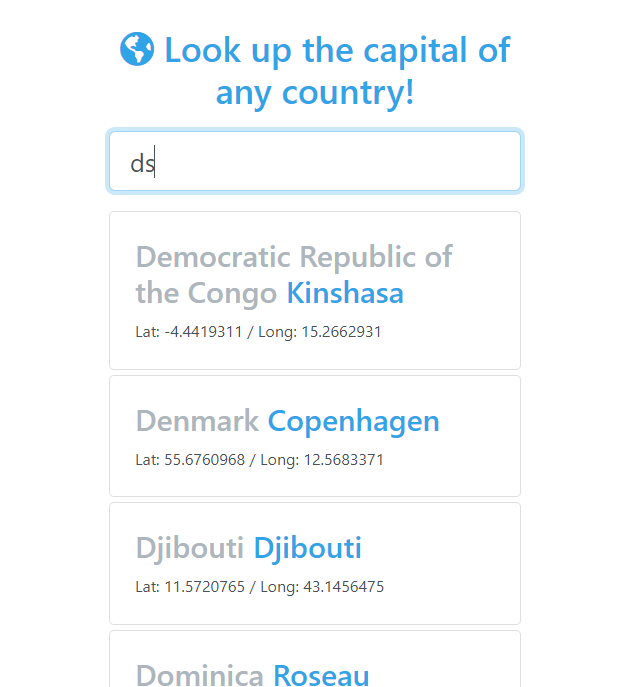 Look up the capital of
any country!
ds
Democratic Republic of
the Congo Kinshasa
Lat: -4.4419311 / Long: 15.2662931
Denmark Copenhagen
Lat: 55.6760968 / Long: 12.5683371
Djibouti Djibouti
Lat: 11.5720765 / Long: 43.1456475
Dominica Roseau